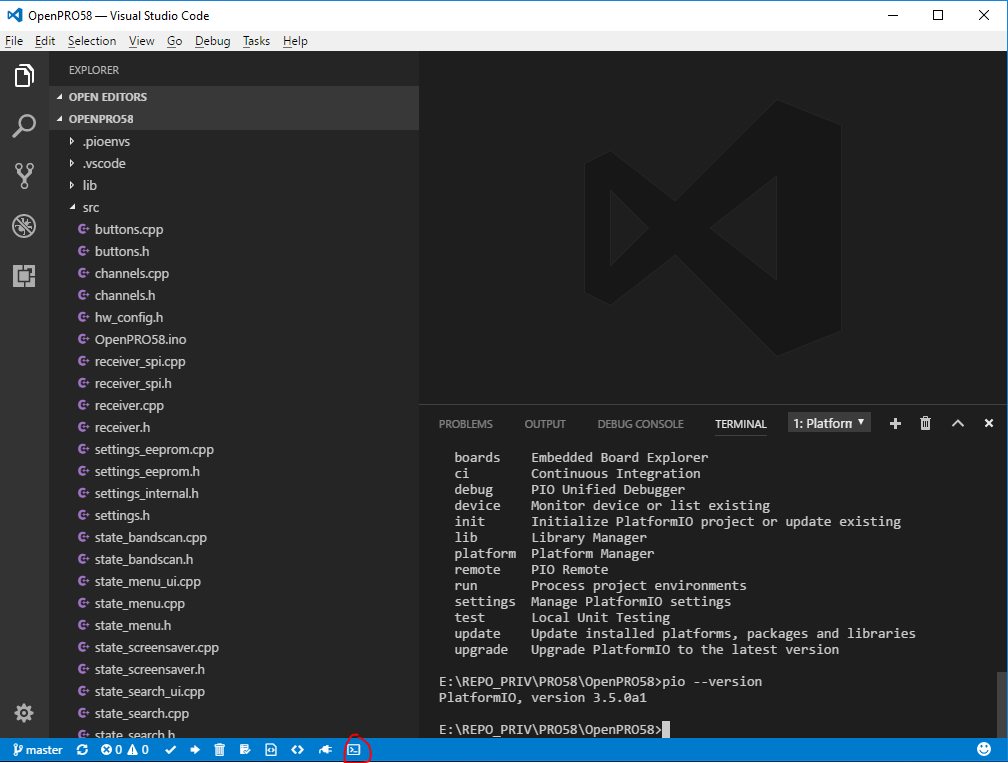 OpenPRO58 — Visual Studio Code
File Edit Selection View Go Debug Tasks Help
EXPLORER
OPEN EDITORS
OPENPRO58
.pioenvs
.vscode
lib
src
buttons.cpp
buttons.h
channels.cpp
channels.h
hw_config.h
OpenPRO58.ino
receiver_spi.cpp
receiver_spi.h
receiver.cpp
receiver.h
settings_eeprom.cpp
settings_eeprom.h
settings_internal.h
settings.h
state_bandscan.cpp
state_bandscan.h
state_menu_ui.cpp
state_menu.cpp
state_menu.h
state_screensaver.cpp
state_screensaver.h
state_search_ui.cpp
state_search.cpp
state_search.h
PROBLEMS OUTPUT DEBUG CONSOLE TERMINAL 1: Platform
boards Embedded Board Explorer
ci Continuous Integration
debug PIO Unified Debugger
device Monitor device or list existing
init Initialize PlatformIO project or update existing
lib Library Manager
platform Platform Manager
remote PIO Remote
run Process project environments
settings Manage PlatformIO settings
test Local Unit Testing
update Update installed platforms, packages and libraries
upgrade Upgrade PlatformIO to the latest version
E:\REPO_PRIV\PRO58\OpenPRO58>pio --version
PlatformIO, version 3.5.0a1
E:\REPO_PRIV\PRO58\OpenPRO58>
master 0 0